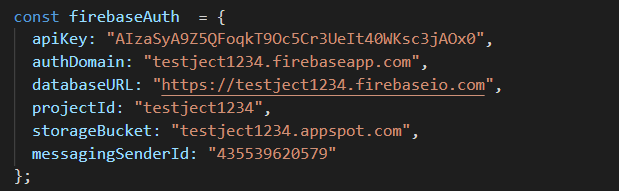 const firebaseAuth  = {
  apiKey: "AIzaSyA9Z5QFoqkT9Oc5Cr3UeIt40WKsc3jAOx0",
  authDomain: "testject1234.firebaseapp.com",
  databaseURL: "https://testject1234.firebaseio.com",
  projectId: "testject1234",
  storageBucket: "testject1234.appspot.com",
  messagingSenderId: "435539620579"
};